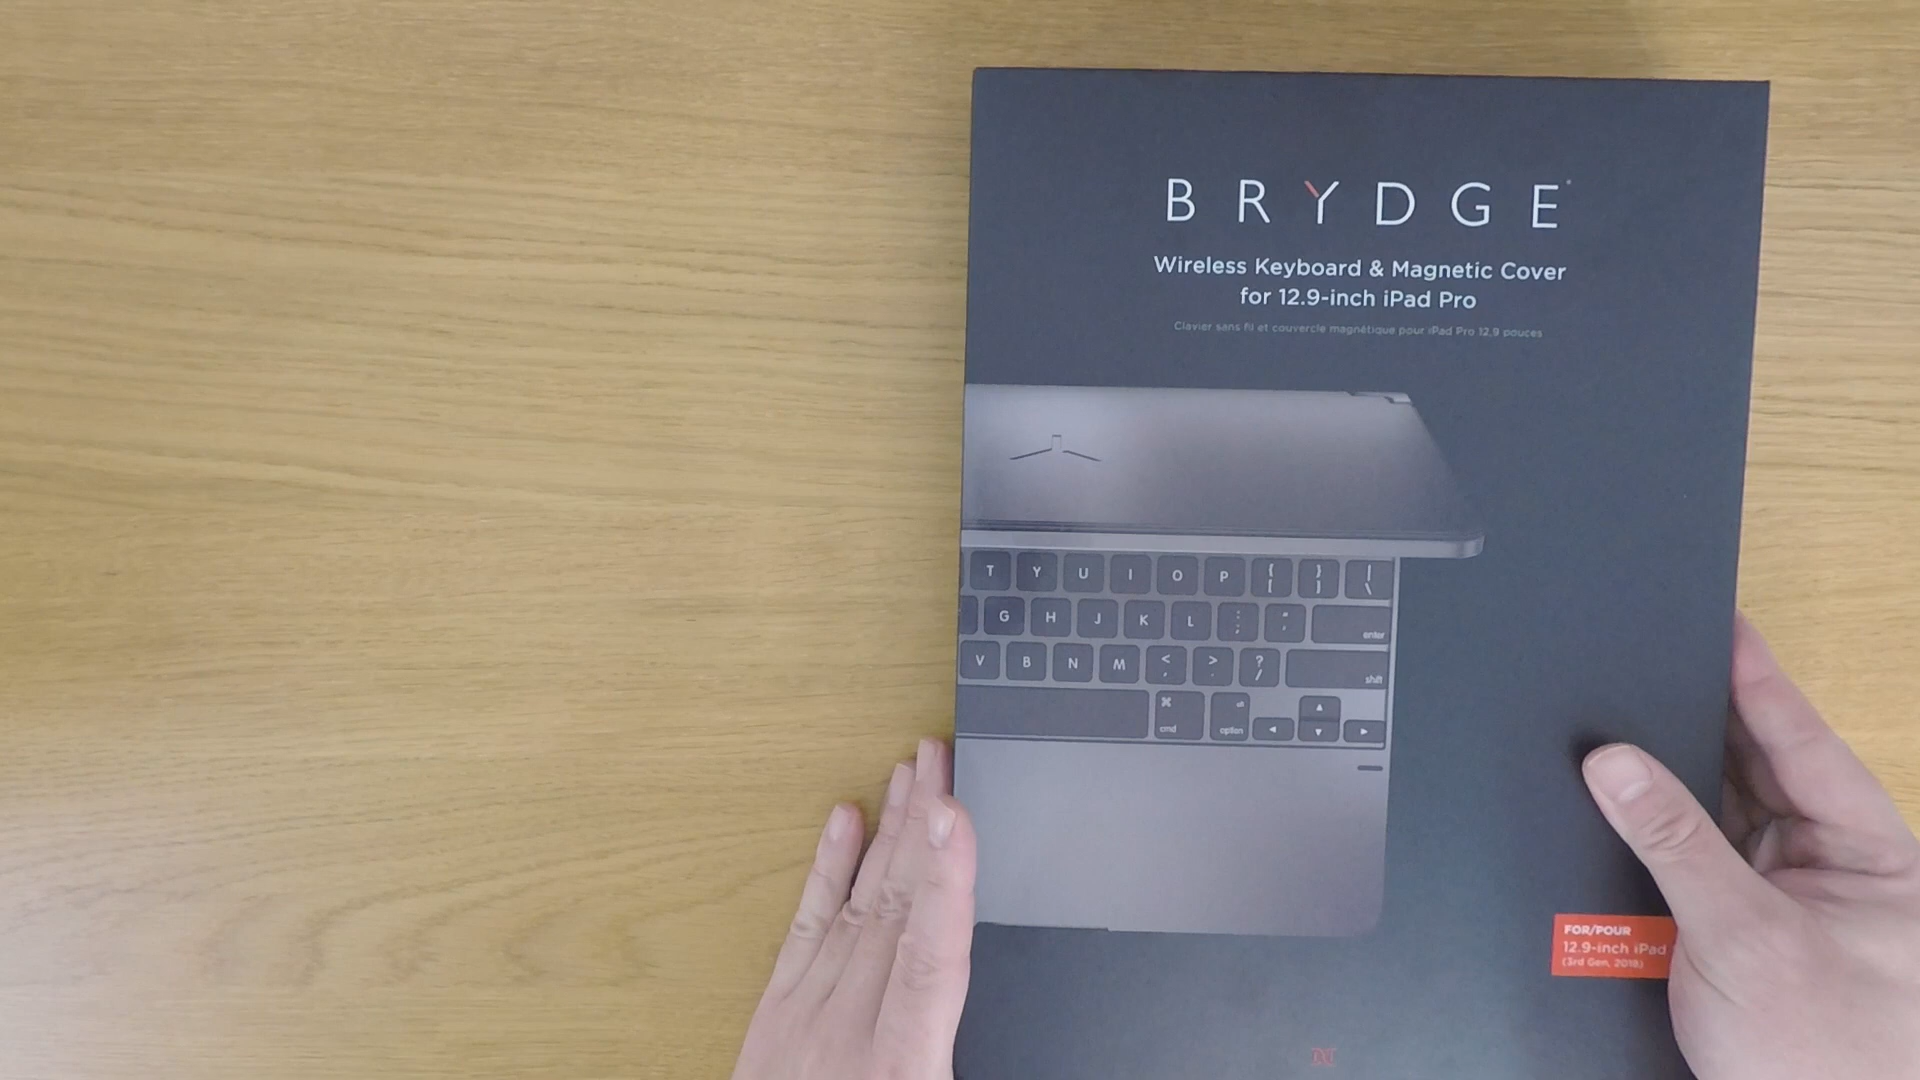 BRYDGE
Wireless Keyboard & Magnetic Cover
for 12.9-inch iPad Pro
Clavier sans fil et couvercle magnétique pour iPad Pro 12,9 pouces
T Y U I O P { [ } ] | \
G H J K L : ; " ' enter
V B N M < , > . ? / shift
⌘ cmd alt option ◄ ▲ ▼ ►
FOR/POUR
12.9-inch iPad
(3rd Gen, 2018)